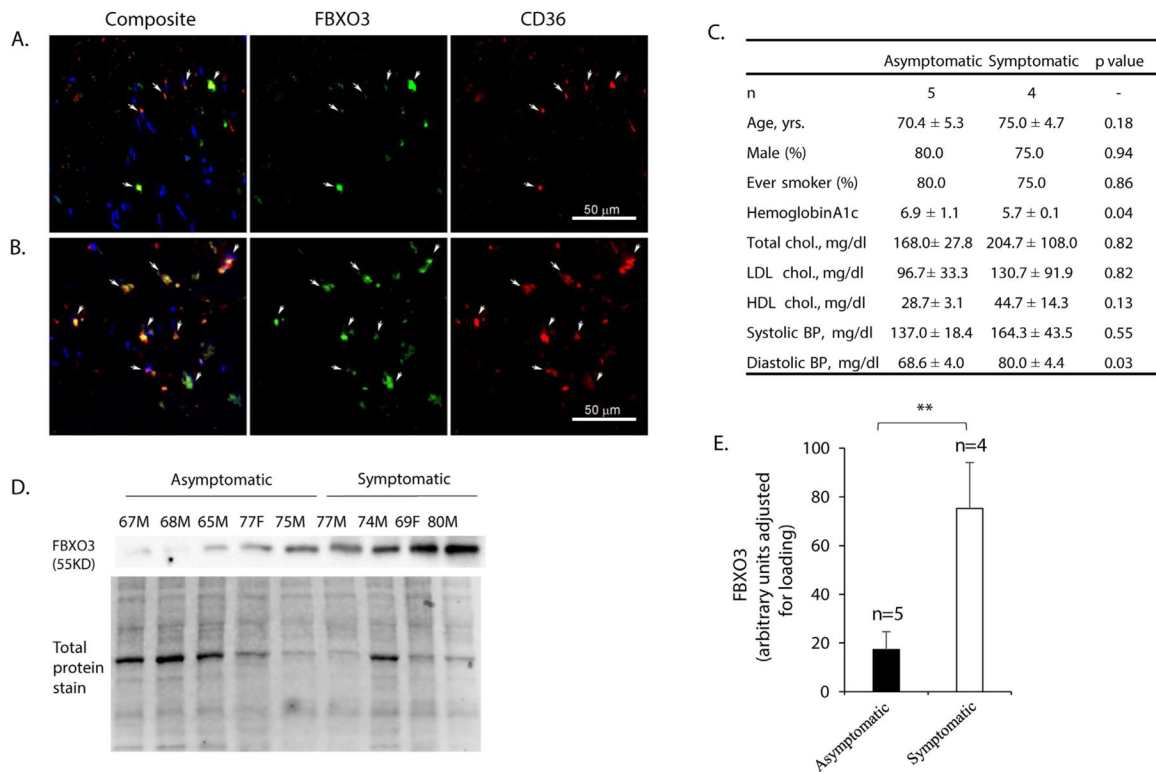 Composite FBXO3 CD36
A.
50 µm
B.
50 µm
C.
Asymptomatic Symptomatic p value
n 5 4 -
Age, yrs. 70.4 ± 5.3 75.0 ± 4.7 0.18
Male (%) 80.0 75.0 0.94
Ever smoker (%) 80.0 75.0 0.86
HemoglobinA1c 6.9 ± 1.1 5.7 ± 0.1 0.04
Total chol., mg/dl 168.0± 27.8 204.7± 108.0 0.82
LDL chol., mg/dl 96.7± 33.3 130.7± 91.9 0.82
HDL chol., mg/dl 28.7± 3.1 44.7± 14.3 0.13
Systolic BP, mg/dl 137.0± 18.4 164.3± 43.5 0.55
Diastolic BP, mg/dl 68.6 ± 4.0 80.0 ± 4.4 0.03
D.
Asymptomatic Symptomatic
67M 68M 65M 77F 75M 77M 74M 69F 80M
FBXO3
(55KD)
Total
protein
stain
E.
**
FBXO3
(arbitrary units adjusted
for loading)
100
80
60
40
20
0
n=5
n=4
Asymptomatic
Symptomatic